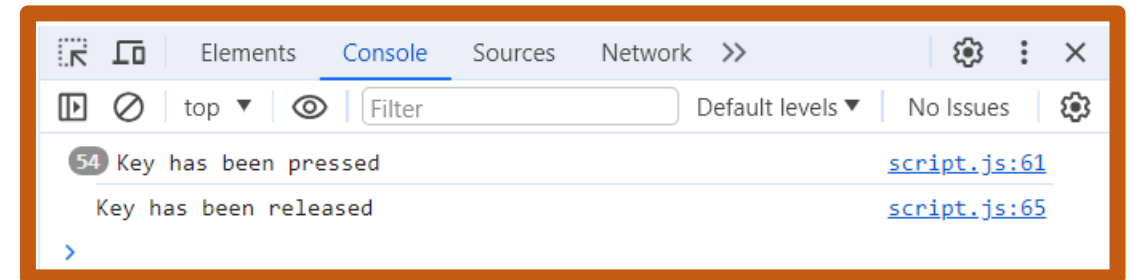 Elements Console Sources Network >>
top ▼ Filter Default levels ▼ No Issues
54 Key has been pressed script.js:61
Key has been released script.js:65
>